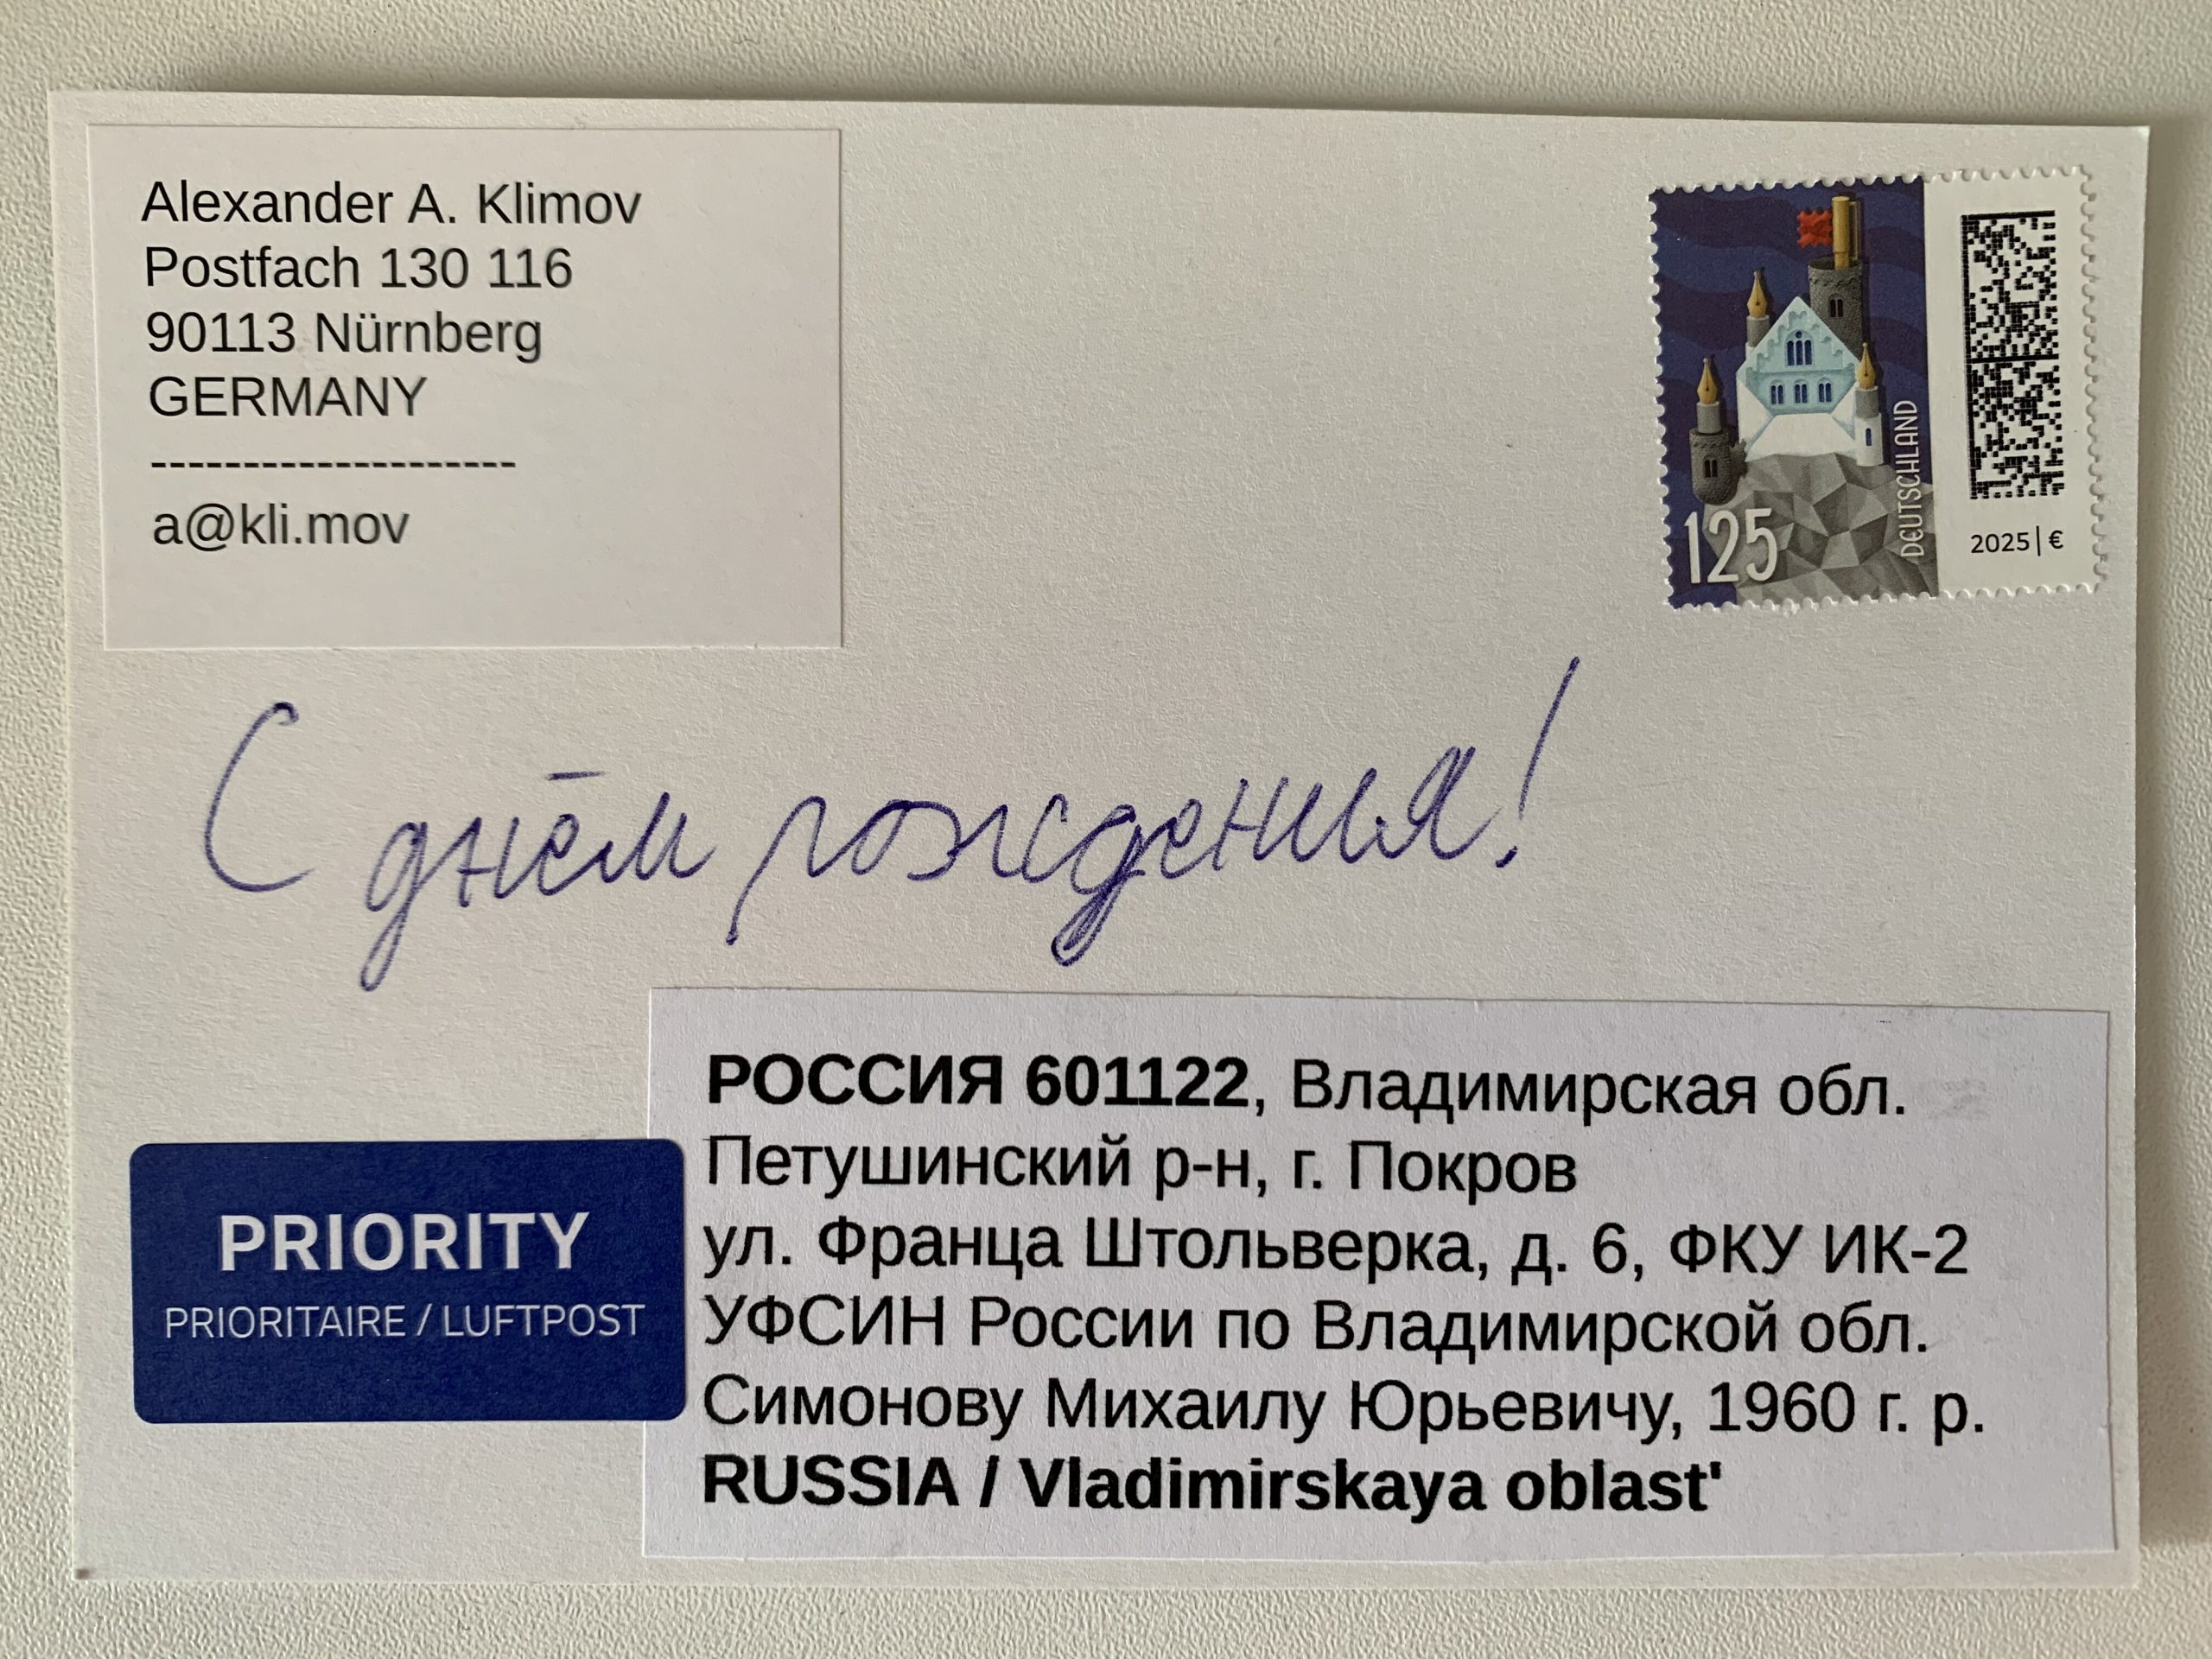 Alexander A. Klimov
Postfach 130 116
90113 Nürnberg
GERMANY
--------------------
a@kli.mov
125
DEUTSCHLAND
2025|€
С днём рождения!
PRIORITY
PRIORITAIRE / LUFTPOST
РОССИЯ 601122, Владимирская обл.
Петушинский р-н, г. Покров
ул. Франца Штольверка, д. 6, ФКУ ИК-2
УФСИН России по Владимирской обл.
Симонову Михаилу Юрьевичу, 1960 г. р.
RUSSIA / Vladimirskaya oblast'